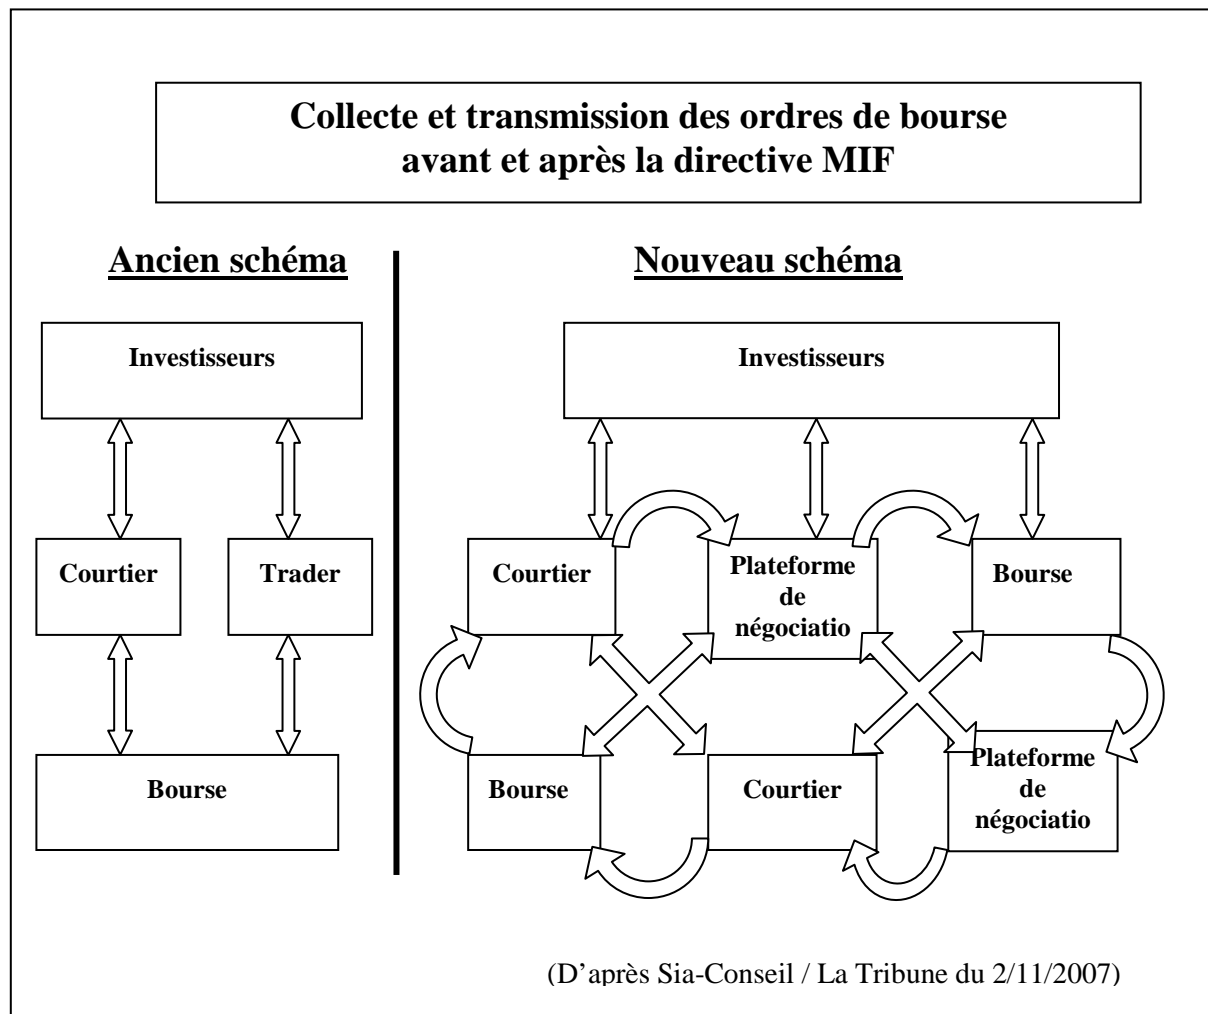 Collecte et transmission des ordres de bourse
avant et après la directive MIF
Ancien schéma
Nouveau schéma
Investisseurs
Investisseurs
Courtier
Trader
Courtier
Plateforme
de
négociatio
Bourse
Bourse
Bourse
Courtier
Plateforme
de
négociatio
(D'après Sia-Conseil / La Tribune du 2/11/2007)